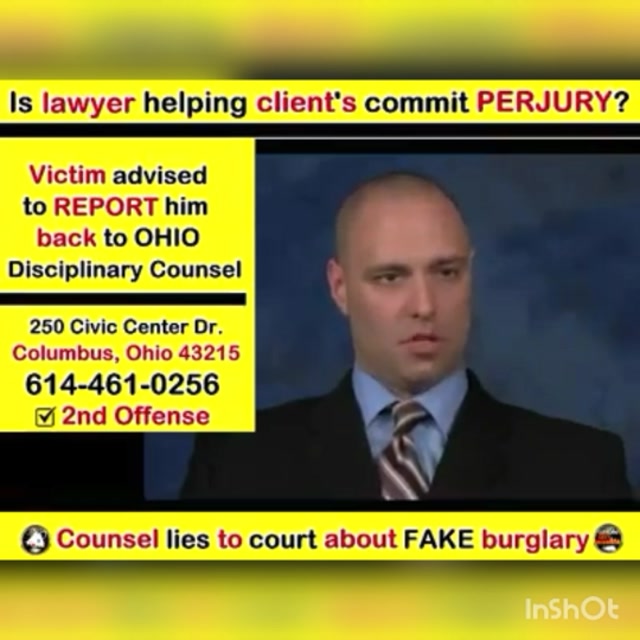 Is lawyer helping client's commit PERJURY?
Victim advised
to REPORT him
back to OHIO
Disciplinary Counsel
250 Civic Center Dr.
Columbus, Ohio 43215
614-461-0256
2nd Offense
Counsel lies to court about FAKE burglary
InShOt